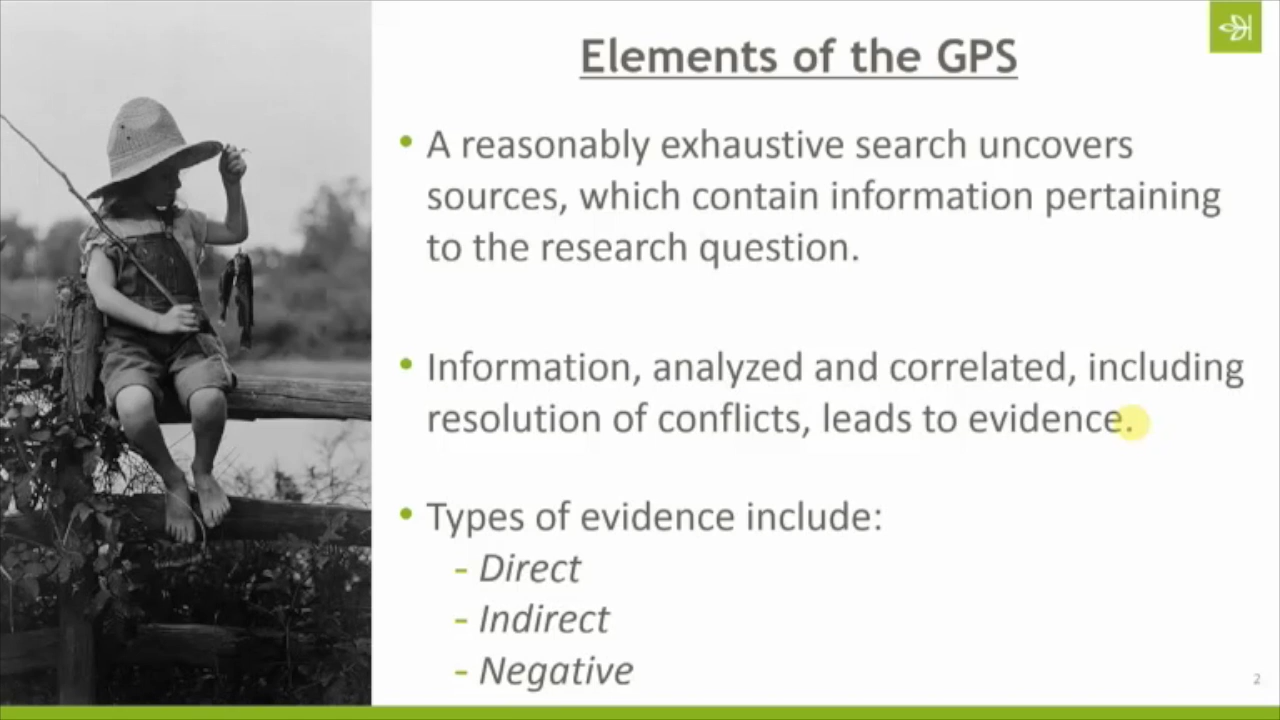 Elements of the GPS
• A reasonably exhaustive search uncovers
sources, which contain information pertaining
to the research question.
• Information, analyzed and correlated, including
resolution of conflicts, leads to evidence.
• Types of evidence include:
- Direct
- Indirect
- Negative
2